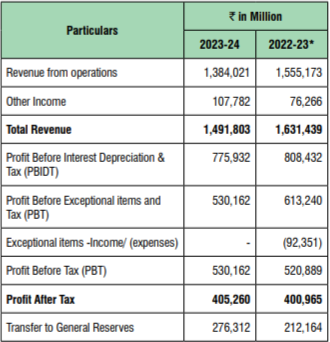 Particulars
₹ in Million
2023-24 2022-23*
Revenue from operations 1,384,021 1,555,173
Other Income 107,782 76,266
Total Revenue 1,491,803 1,631,439
Profit Before Interest Depreciation &
Tax (PBIDT) 775,932 808,432
Profit Before Exceptional items and
Tax (PBT) 530,162 613,240
Exceptional items -Income/ (expenses) - (92,351)
Profit Before Tax (PBT) 530,162 520,889
Profit After Tax 405,260 400,965
Transfer to General Reserves 276,312 212,164